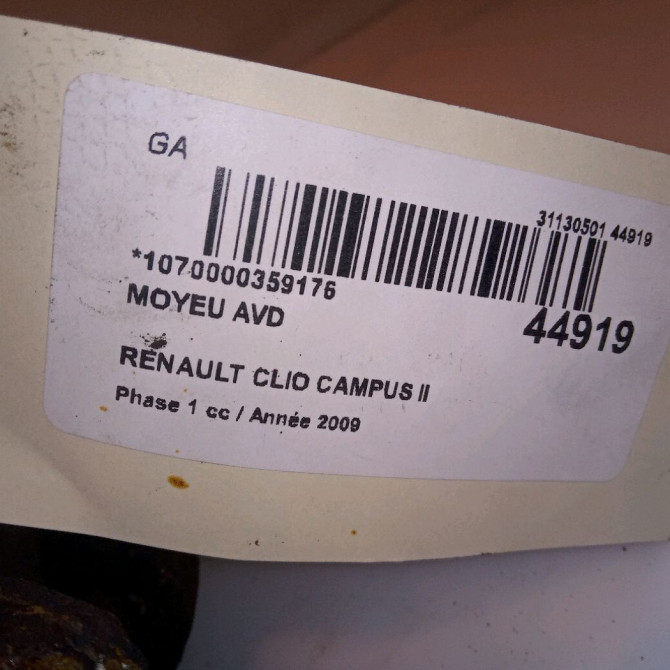 GA
31130501 44919
*1070000359176
MOYEU AVD
44919
RENAULT CLIO CAMPUS II
Phase 1 cc / Année 2009